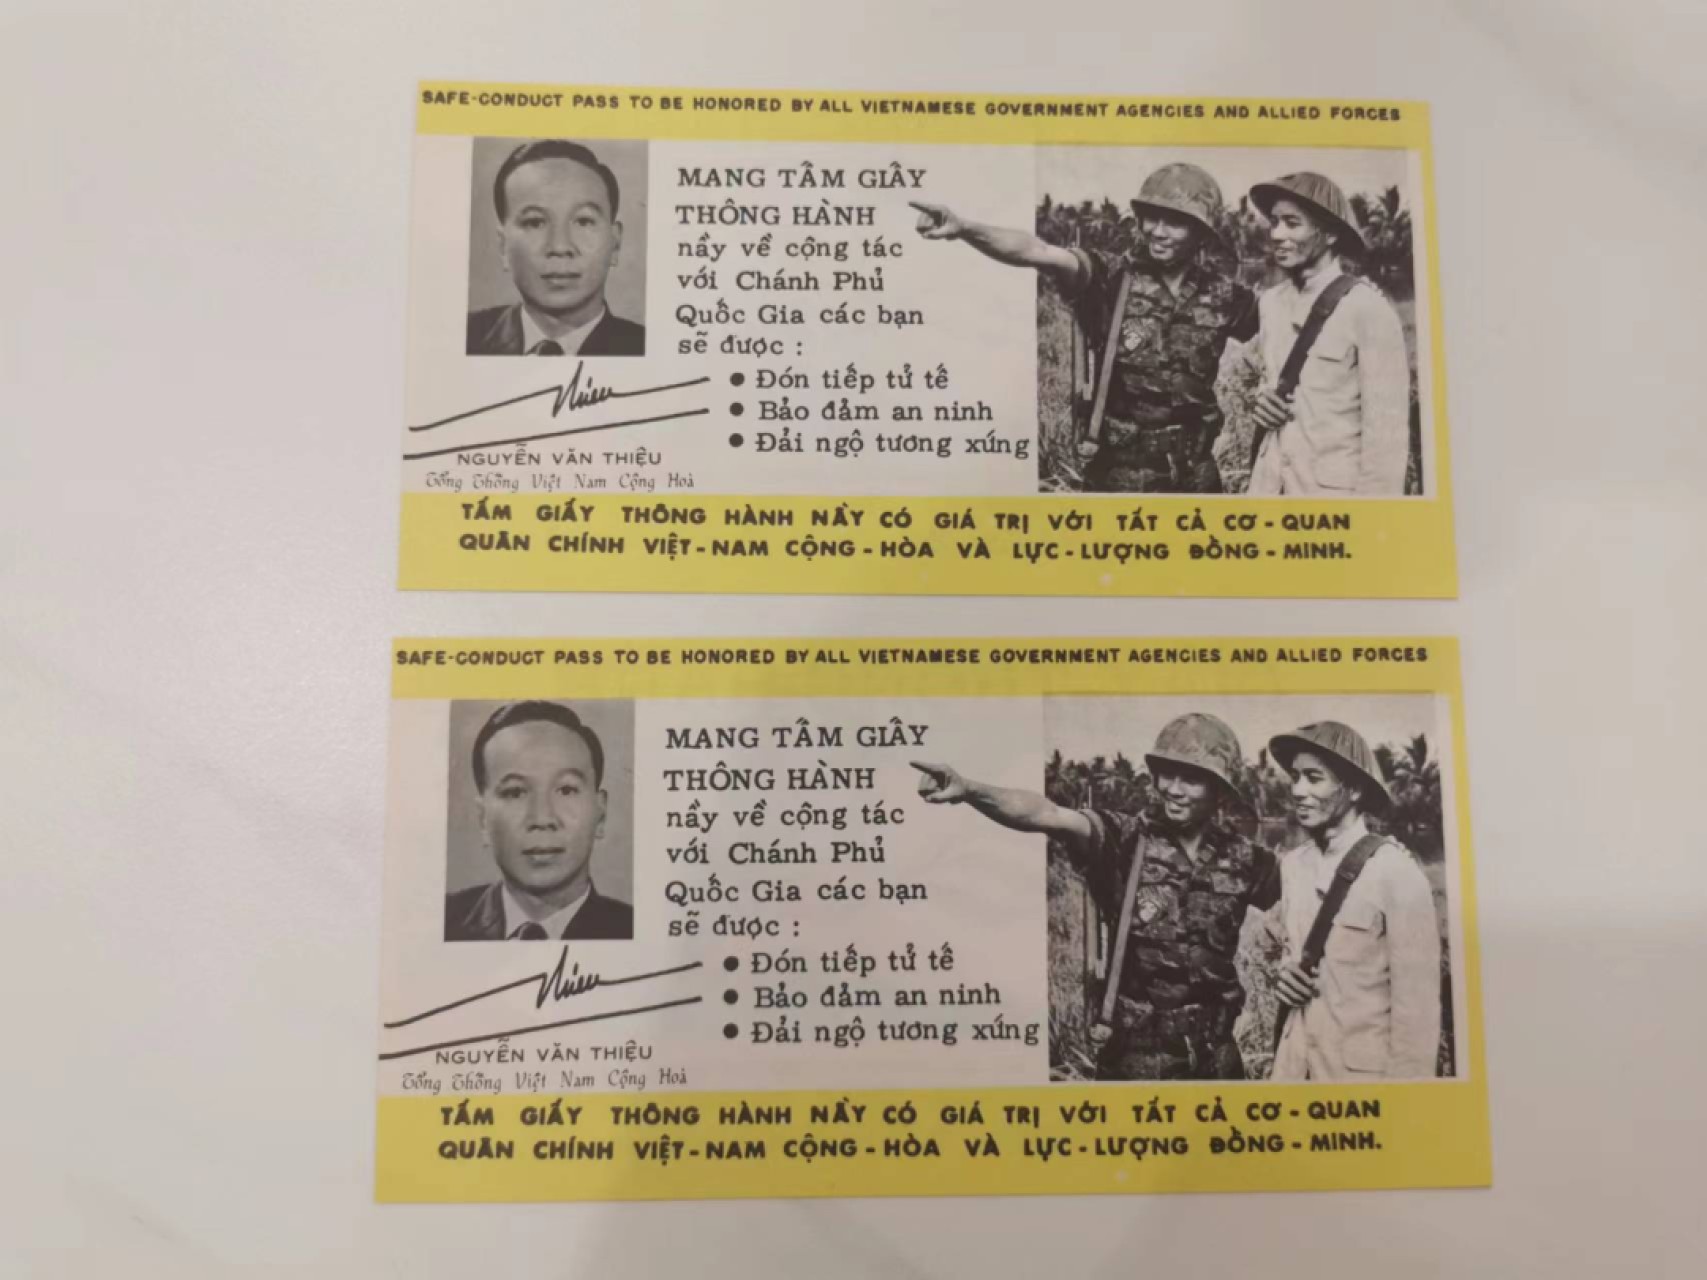 SAFE-CONDUCT PASS TO BE HONORED BY ALL VIETNAMESE GOVERNMENT AGENCIES AND ALLIED FORCES
MANG TẤM GIẤY
THÔNG HÀNH
nầy về cộng tác
với Chánh Phủ
Quốc Gia các bạn
sẽ được :
• Đón tiếp tử tế
• Bảo đảm an ninh
• Đải ngộ tương xứng
Thieu
NGUYỄN VĂN THIỆU
Tổng Thống Việt Nam Cộng Hoà
TẤM GIẤY THÔNG HÀNH NẦY CÓ GIÁ TRỊ VỚI TẤT CẢ CƠ - QUAN
QUÂN CHÍNH VIỆT - NAM CỘNG - HÒA VÀ LỰC - LƯỢNG ĐỒNG - MINH.
SAFE-CONDUCT PASS TO BE HONORED BY ALL VIETNAMESE GOVERNMENT AGENCIES AND ALLIED FORCES
MANG TẤM GIẤY
THÔNG HÀNH
nầy về cộng tác
với Chánh Phủ
Quốc Gia các bạn
sẽ được :
• Đón tiếp tử tế
• Bảo đảm an ninh
• Đải ngộ tương xứng
Thieu
NGUYỄN VĂN THIỆU
Tổng Thống Việt Nam Cộng Hoà
TẤM GIẤY THÔNG HÀNH NẦY CÓ GIÁ TRỊ VỚI TẤT CẢ CƠ - QUAN
QUÂN CHÍNH VIỆT - NAM CỘNG - HÒA VÀ LỰC - LƯỢNG ĐỒNG - MINH.